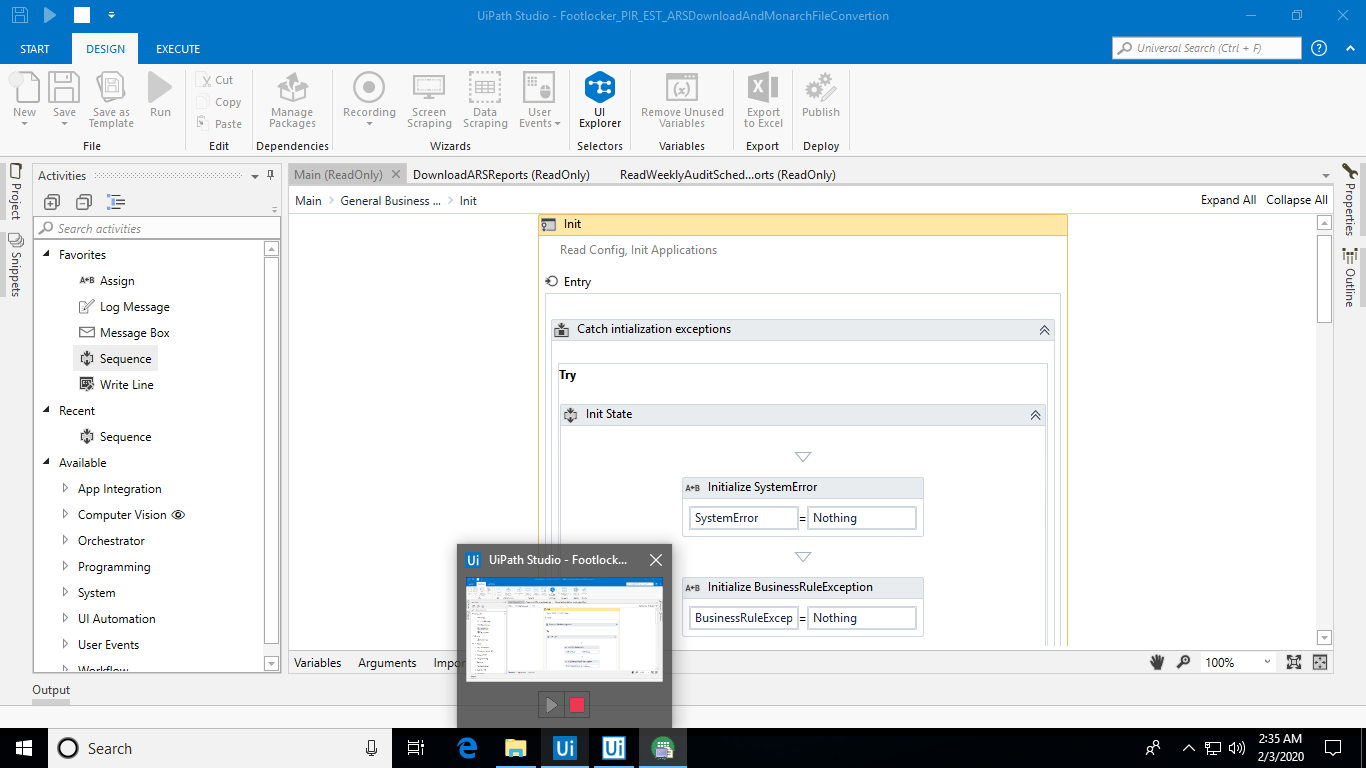 UiPath Studio - Footlocker_PIR_EST_ARSDownloadAndMonarchFileConvertion
START DESIGN EXECUTE Universal Search (Ctrl + F)
New Save Save as Template Run
File
Cut
Copy
Paste
Edit
Manage Packages
Dependencies
Recording Screen Scraping Data Scraping User Events
Wizards
UI Explorer
Selectors
Remove Unused Variables
Variables
Export to Excel
Export
Publish
Deploy
Project
Snippets
Activities
Search activities
Favorites
A+B Assign
Log Message
Message Box
Sequence
Write Line
Recent
Sequence
Available
App Integration
Computer Vision
Orchestrator
Programming
System
UI Automation
User Events
Workflow
Main (ReadOnly) DownloadARSReports (ReadOnly) ReadWeeklyAuditSched...orts (ReadOnly)
Main > General Business ... > Init Expand All Collapse All
Init
Read Config, Init Applications
Entry
Catch intialization exceptions
Try
Init State
A+B Initialize SystemError
SystemError = Nothing
A+B Initialize BusinessRuleException
BusinessRuleExcep = Nothing
Properties
Outline
Variables Arguments Impor 100%
Output
Ui UiPath Studio - Footlock...
Search Ui Ui 2:35 AM
2/3/2020